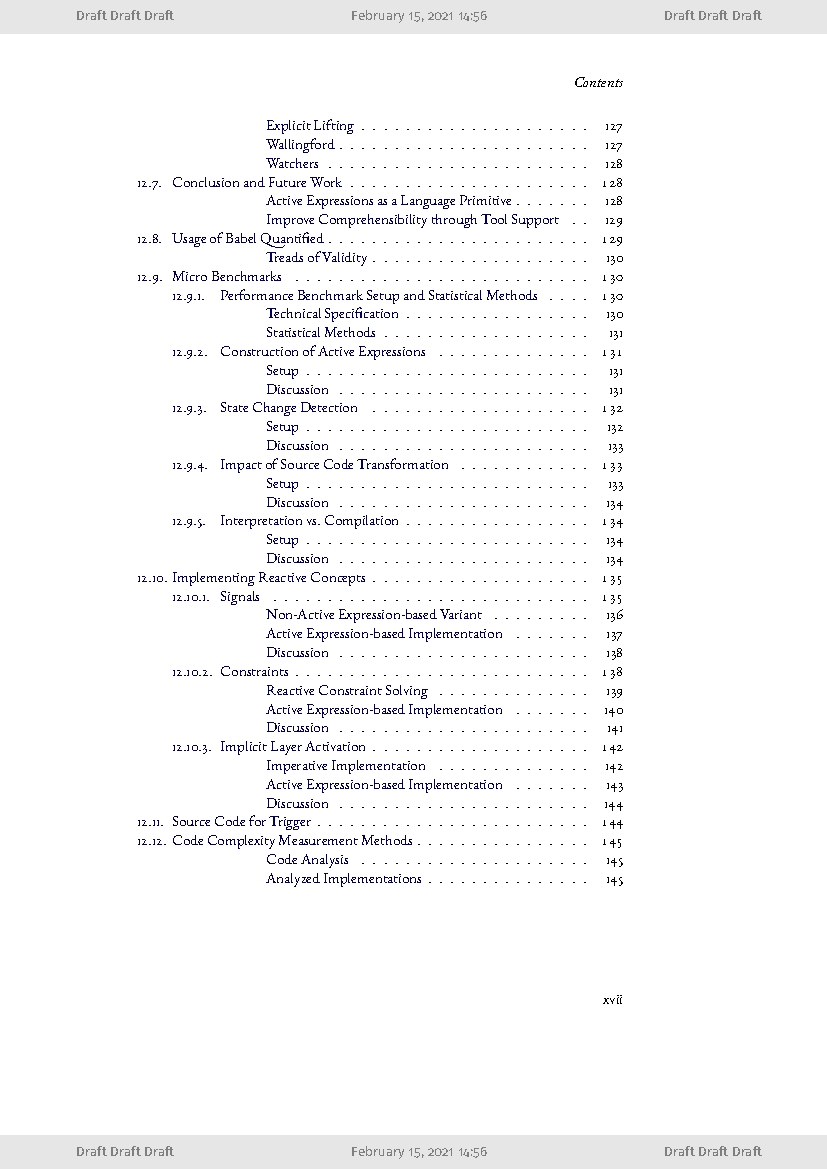 Draft Draft Draft February 15, 2021 14:56 Draft Draft Draft
Contents
Explicit Lifting . . . . . . . . . . . . . . . . . . . . . 127
Wallingford . . . . . . . . . . . . . . . . . . . . . . . 127
Watchers . . . . . . . . . . . . . . . . . . . . . . . . 128
12.7. Conclusion and Future Work . . . . . . . . . . . . . . . . . . . . . . 128
Active Expressions as a Language Primitive . . . . . . . 128
Improve Comprehensibility through Tool Support . . 129
12.8. Usage of Babel Quantified . . . . . . . . . . . . . . . . . . . . . . . . 129
Treads of Validity . . . . . . . . . . . . . . . . . . . . 130
12.9. Micro Benchmarks . . . . . . . . . . . . . . . . . . . . . . . . . . . 130
12.9.1. Performance Benchmark Setup and Statistical Methods . . . . 130
Technical Specification . . . . . . . . . . . . . . . . . 130
Statistical Methods . . . . . . . . . . . . . . . . . . . 131
12.9.2. Construction of Active Expressions . . . . . . . . . . . . . . 131
Setup . . . . . . . . . . . . . . . . . . . . . . . . . . 131
Discussion . . . . . . . . . . . . . . . . . . . . . . . 131
12.9.3. State Change Detection . . . . . . . . . . . . . . . . . . . . 132
Setup . . . . . . . . . . . . . . . . . . . . . . . . . . 132
Discussion . . . . . . . . . . . . . . . . . . . . . . . 133
12.9.4. Impact of Source Code Transformation . . . . . . . . . . . . 133
Setup . . . . . . . . . . . . . . . . . . . . . . . . . . 133
Discussion . . . . . . . . . . . . . . . . . . . . . . . 134
12.9.5. Interpretation vs. Compilation . . . . . . . . . . . . . . . . . 134
Setup . . . . . . . . . . . . . . . . . . . . . . . . . . 134
Discussion . . . . . . . . . . . . . . . . . . . . . . . 134
12.10. Implementing Reactive Concepts . . . . . . . . . . . . . . . . . . . . 135
12.10.1. Signals . . . . . . . . . . . . . . . . . . . . . . . . . . . . . 135
Non-Active Expression-based Variant . . . . . . . . . 136
Active Expression-based Implementation . . . . . . . 137
Discussion . . . . . . . . . . . . . . . . . . . . . . . 138
12.10.2. Constraints . . . . . . . . . . . . . . . . . . . . . . . . . . . 138
Reactive Constraint Solving . . . . . . . . . . . . . . 139
Active Expression-based Implementation . . . . . . . 140
Discussion . . . . . . . . . . . . . . . . . . . . . . . 141
12.10.3. Implicit Layer Activation . . . . . . . . . . . . . . . . . . . . 142
Imperative Implementation . . . . . . . . . . . . . . 142
Active Expression-based Implementation . . . . . . . 143
Discussion . . . . . . . . . . . . . . . . . . . . . . . 144
12.11. Source Code for Trigger . . . . . . . . . . . . . . . . . . . . . . . . . 144
12.12. Code Complexity Measurement Methods . . . . . . . . . . . . . . . . 145
Code Analysis . . . . . . . . . . . . . . . . . . . . . 145
Analyzed Implementations . . . . . . . . . . . . . . . 145
xvii
Draft Draft Draft February 15, 2021 14:56 Draft Draft Draft